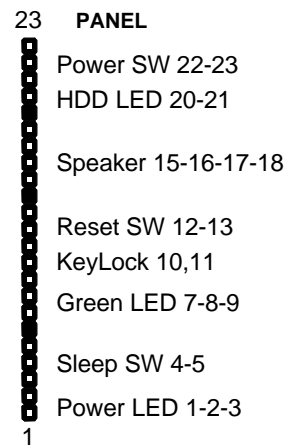 23 PANEL
Power SW 22-23
HDD LED 20-21
Speaker 15-16-17-18
Reset SW 12-13
KeyLock 10,11
Green LED 7-8-9
Sleep SW 4-5
Power LED 1-2-3
1